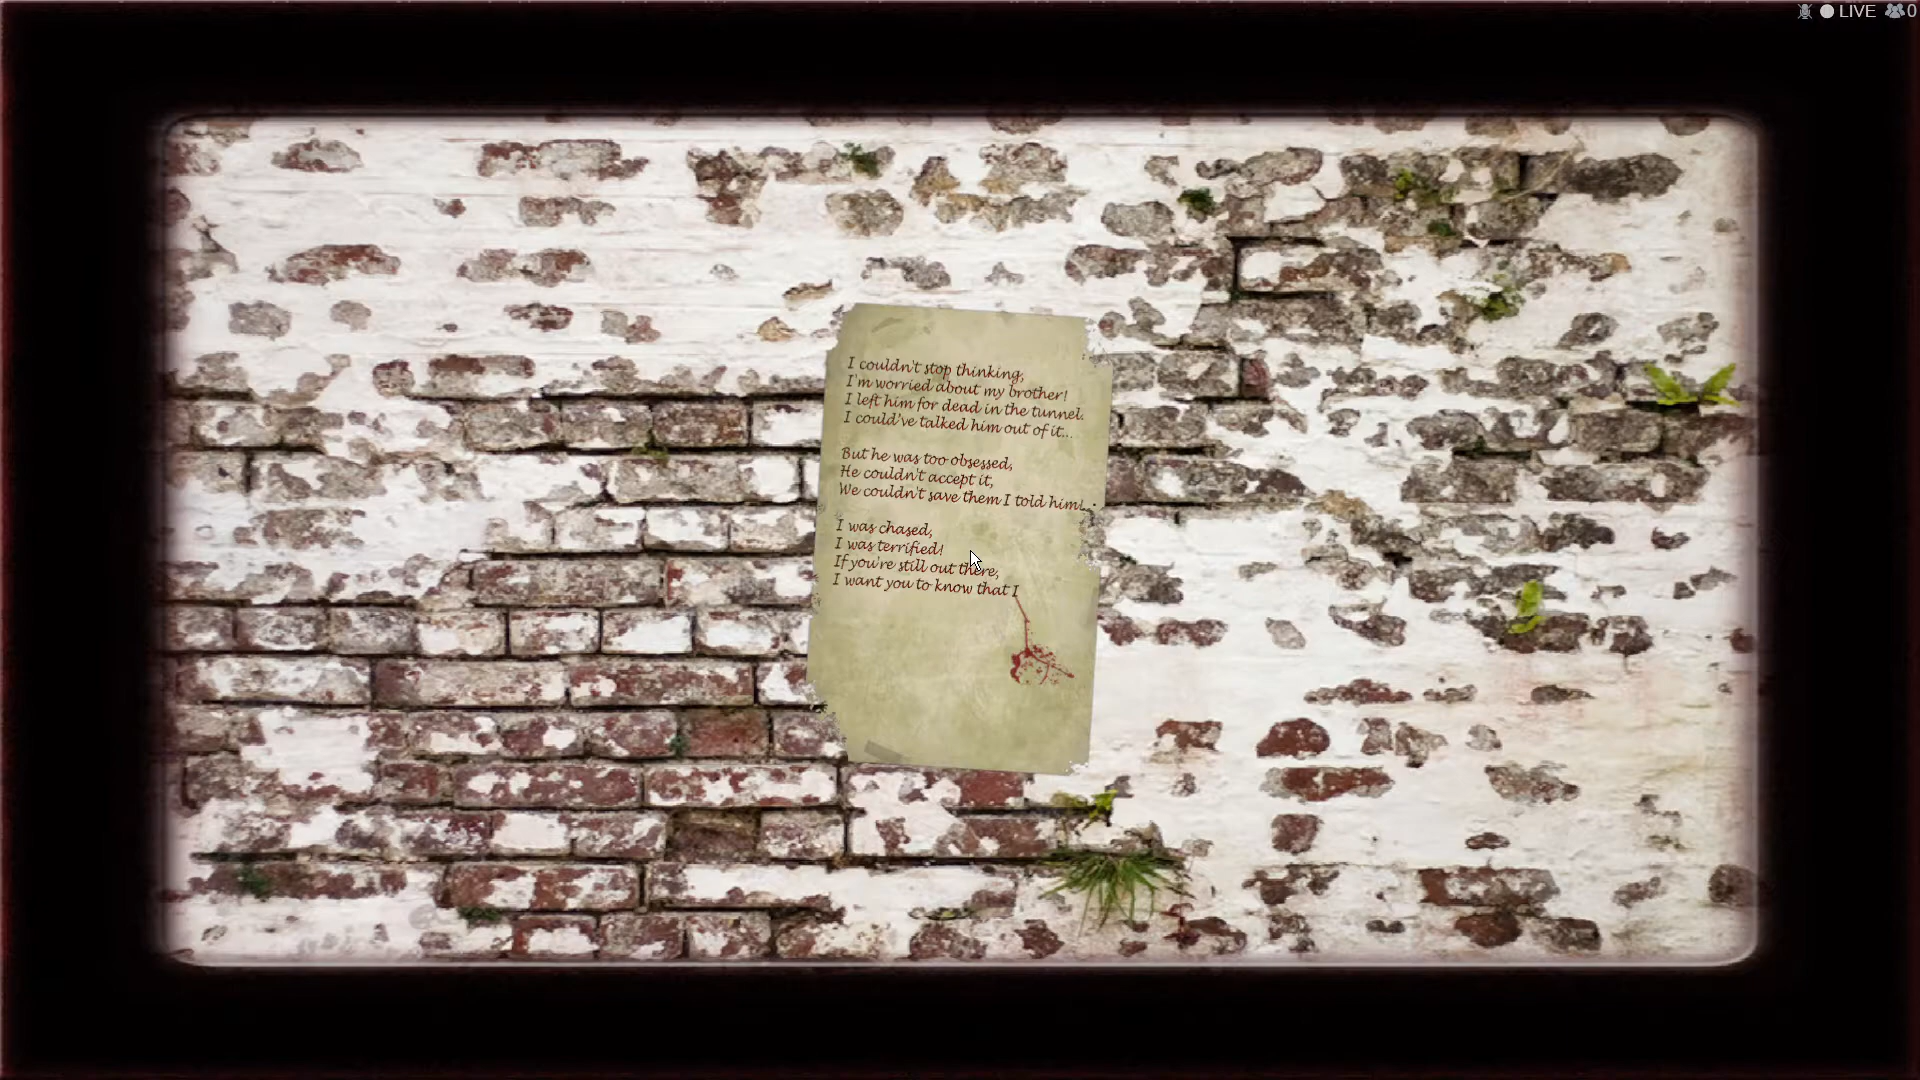 LIVE 0
I couldn't stop thinking,
I'm worried about my brother!
I left him for dead in the tunnel.
I could've talked him out of it...
But he was too obsessed,
He couldn't accept it,
We couldn't save them I told him!...
I was chased,
I was terrified!
If you're still out there,
I want you to know that I